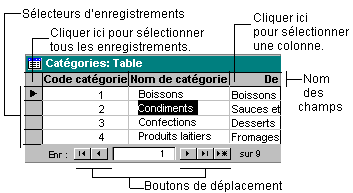 Sélecteurs d'enregistrements
Cliquer ici pour sélectionner
tous les enregistrements.
Cliquer ici
pour sélectionner
une colonne.
Catégories: Table
Code catégorie
Nom de catégorie
De
Nom
des
champs
1
Boissons
Boissons
2
Condiments
Sauces et
3
Confections
Desserts
4
Produits laitiers
Fromages
Enr :
1
sur 9
Boutons de déplacement